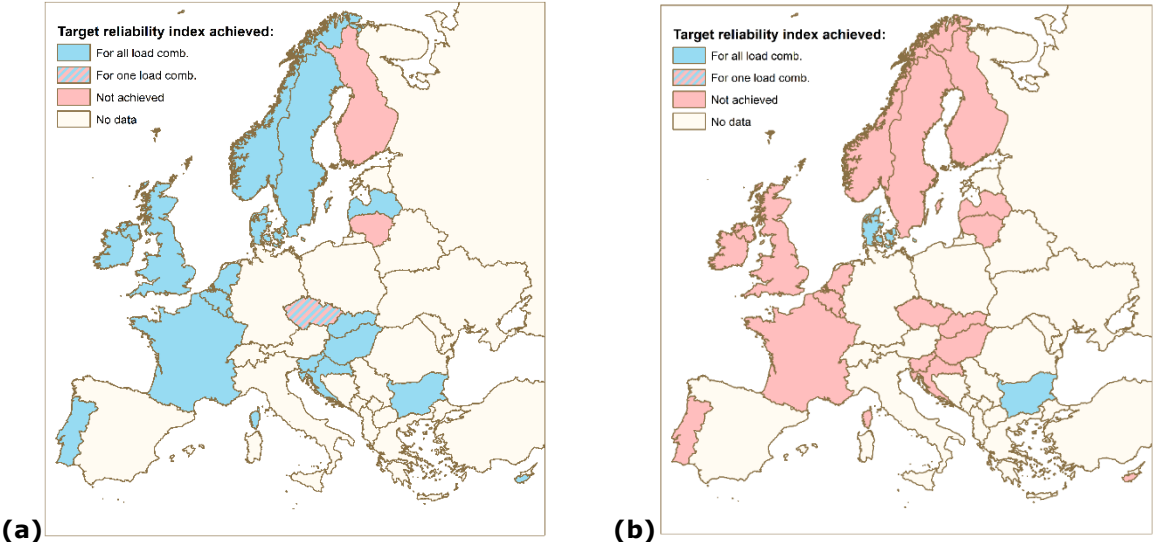 Target reliability index achieved:
For all load comb.
For one load comb.
Not achieved
No data
(a)
Target reliability index achieved:
For all load comb.
For one load comb.
Not achieved
No data
(b)